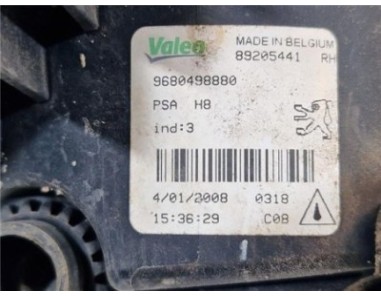 Valeo MADE IN BELGIUM
89205441 RH
9680498880
PSA H8
ind:3
4/01/2008 0318
15:36:29 C08